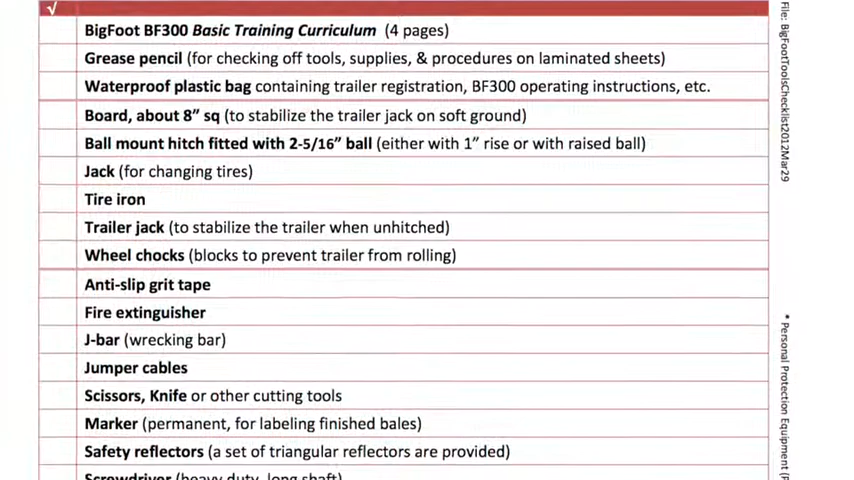 √
BigFoot BF300 Basic Training Curriculum (4 pages)
Grease pencil (for checking off tools, supplies, & procedures on laminated sheets)
Waterproof plastic bag containing trailer registration, BF300 operating instructions, etc.
Board, about 8” sq (to stabilize the trailer jack on soft ground)
Ball mount hitch fitted with 2-5/16” ball (either with 1” rise or with raised ball)
Jack (for changing tires)
Tire iron
Trailer jack (to stabilize the trailer when unhitched)
Wheel chocks (blocks to prevent trailer from rolling)
Anti-slip grit tape
Fire extinguisher
J-bar (wrecking bar)
Jumper cables
Scissors, Knife or other cutting tools
Marker (permanent, for labeling finished bales)
Safety reflectors (a set of triangular reflectors are provided)
Screwdriver (heavy duty, long shaft)
File: BigFootToolsChecklist2012Mar29
* Personal Protection Equipment (